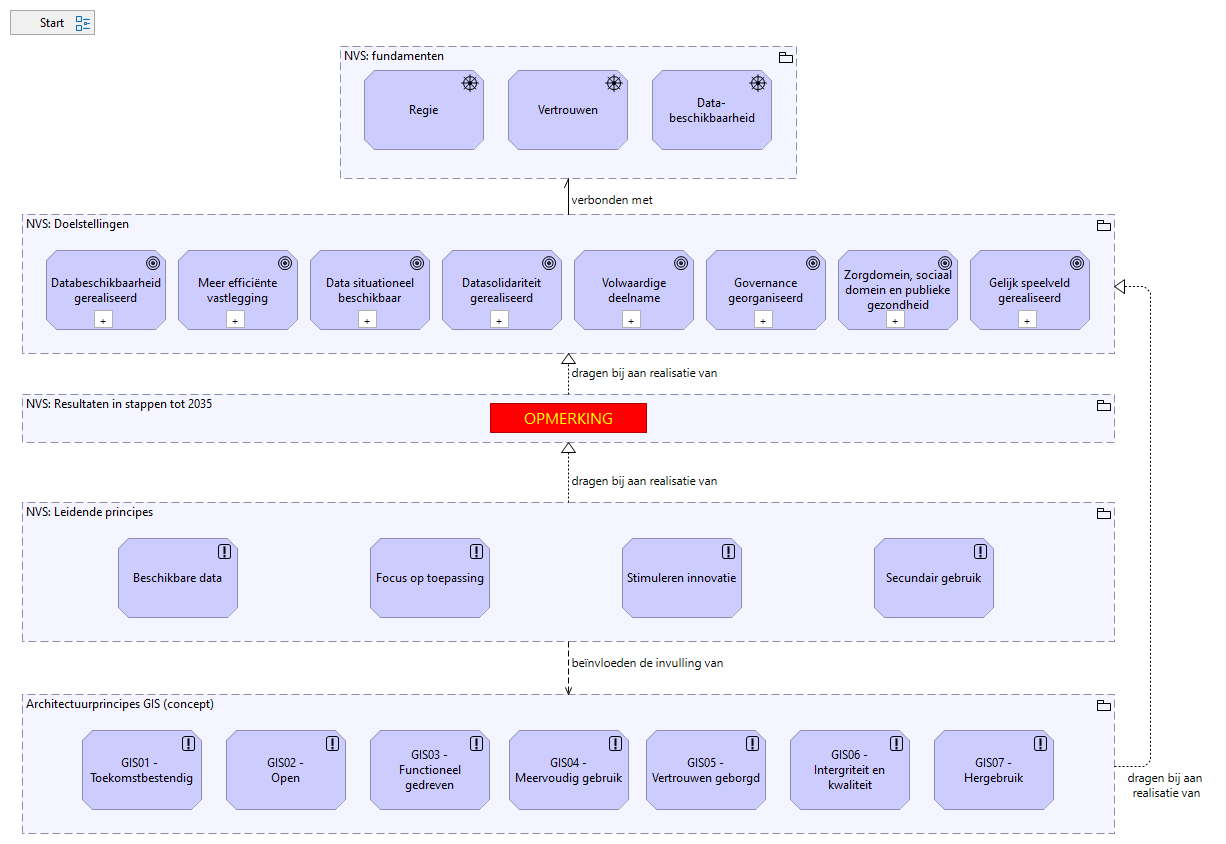 Start
NVS: fundamenten
Regie
Vertrouwen
Data-
beschikbaarheid
verbonden met
NVS: Doelstellingen
Databeschikbaarheid
gerealiseerd
Meer efficiënte
vastlegging
Data situationeel
beschikbaar
Datasolidariteit
gerealiseerd
Volwaardige
deelname
Governance
georganiseerd
Zorgdomein, sociaal
domein en publieke
gezondheid
Gelijk speelveld
gerealiseerd
dragen bij aan realisatie van
NVS: Resultaten in stappen tot 2035
OPMERKING
dragen bij aan realisatie van
NVS: Leidende principes
Beschikbare data
Focus op toepassing
Stimuleren innovatie
Secundair gebruik
beïnvloeden de invulling van
Architectuurprincipes GIS (concept)
GIS01 -
Toekomstbestendig
GIS02 -
Open
GIS03 -
Functioneel
gedreven
GIS04 -
Meervoudig gebruik
GIS05 -
Vertrouwen geborgd
GIS06 -
Intergriteit en
kwaliteit
GIS07 -
Hergebruik
dragen bij aan
realisatie van